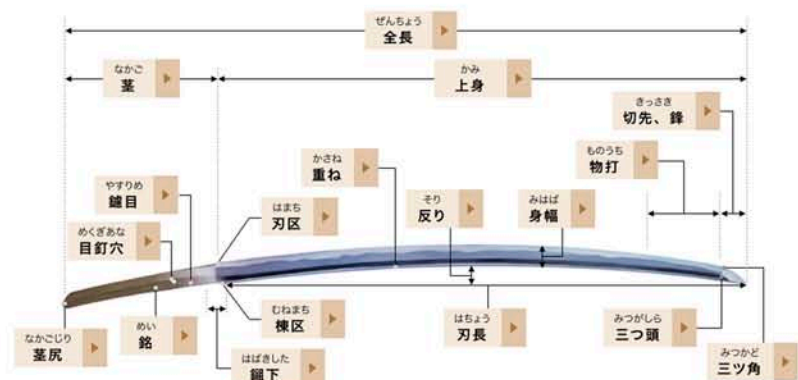 ぜんちょう
全長
なかご
茎
かみ
上身
きっさき
切先、鋒
ものうち
物打
かさね
重ね
やすりめ
鑢目
そり
反り
みはば
身幅
はまち
刃区
めくぎあな
目釘穴
なかごじり
茎尻
めい
銘
むねまち
棟区
はちょう
刃長
みつがしら
三つ頭
はばきした
鎺下
みつかど
三ツ角